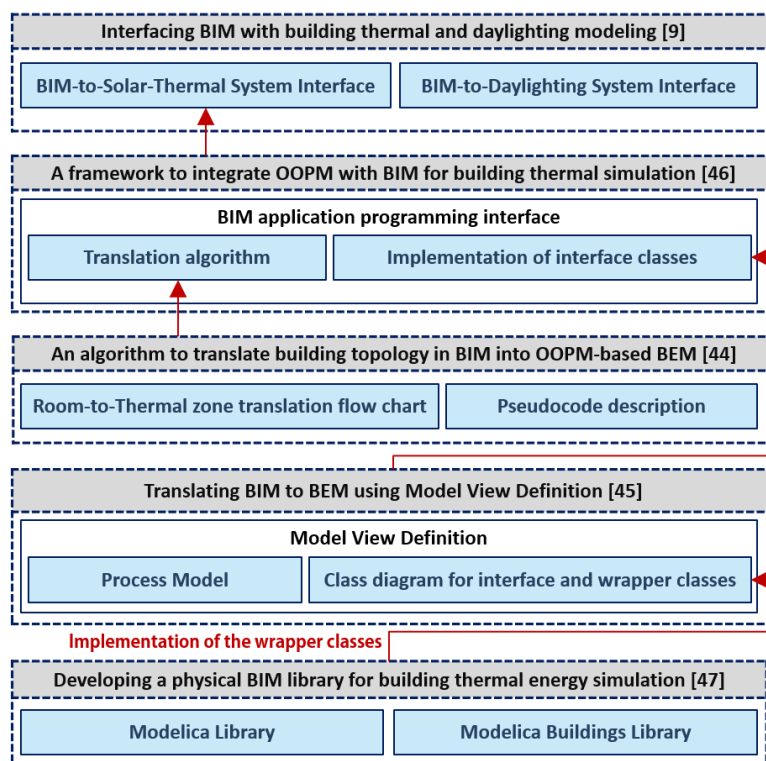 Interfacing BIM with building thermal and daylighting modeling [9]
BIM-to-Solar-Thermal System Interface
BIM-to-Daylighting System Interface
A framework to integrate OOPM with BIM for building thermal simulation [46]
BIM application programming interface
Translation algorithm
Implementation of interface classes
An algorithm to translate building topology in BIM into OOPM-based BEM [44]
Room-to-Thermal zone translation flow chart
Pseudocode description
Translating BIM to BEM using Model View Definition [45]
Model View Definition
Process Model
Class diagram for interface and wrapper classes
Implementation of the wrapper classes
Developing a physical BIM library for building thermal energy simulation [47]
Modelica Library
Modelica Buildings Library